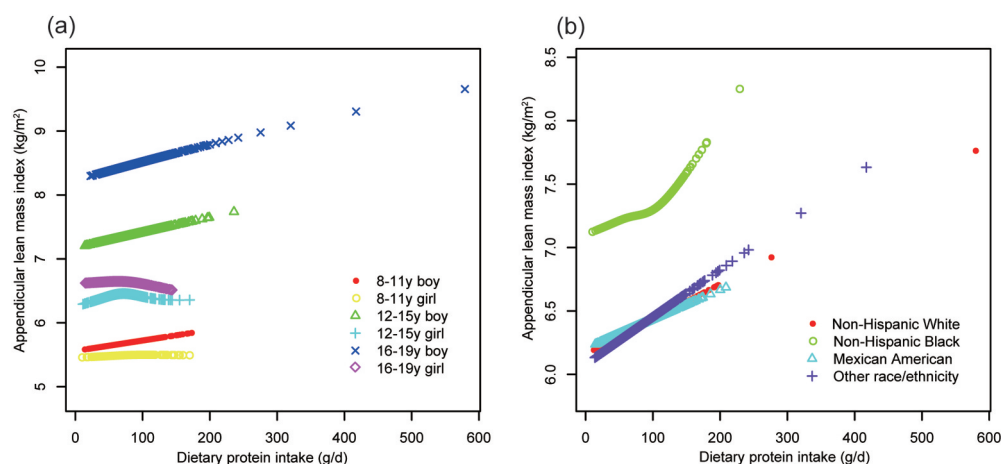 (a)
Appendicular lean mass index (kg/m²)
10
9
8
7
6
5
8-11y boy
8-11y girl
12-15y boy
12-15y girl
16-19y boy
16-19y girl
0 100 200 300 400 500 600
Dietary protein intake (g/d)
(b)
Appendicular lean mass index (kg/m²)
8.5
8.0
7.5
7.0
6.5
6.0
Non-Hispanic White
Non-Hispanic Black
Mexican American
Other race/ethnicity
0 100 200 300 400 500 600
Dietary protein intake (g/d)